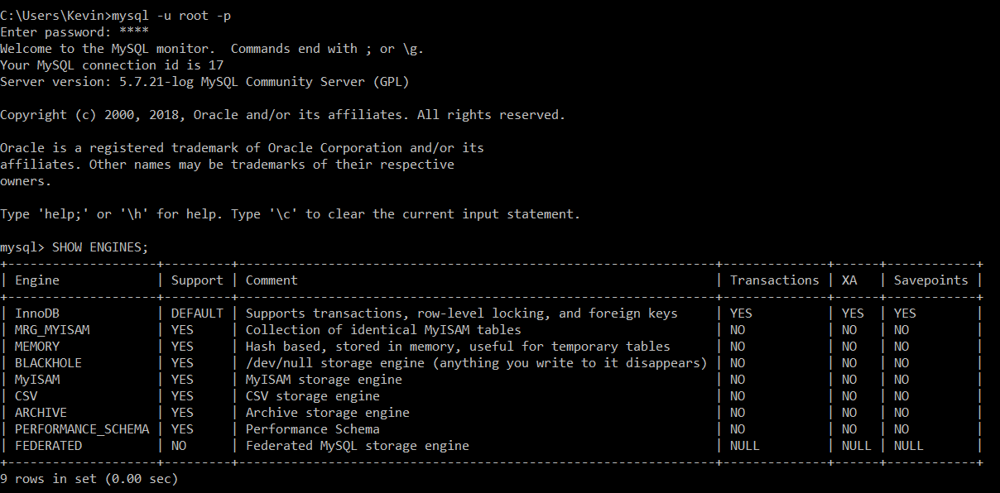 C:\Users\Kevin>mysql -u root -p
Enter password: ****
Welcome to the MySQL monitor.  Commands end with ; or \g.
Your MySQL connection id is 17
Server version: 5.7.21-log MySQL Community Server (GPL)
Copyright (c) 2000, 2018, Oracle and/or its affiliates. All rights reserved.
Oracle is a registered trademark of Oracle Corporation and/or its
affiliates. Other names may be trademarks of their respective
owners.
Type 'help;' or '\h' for help. Type '\c' to clear the current input statement.
mysql> SHOW ENGINES;
+--------------------+---------+----------------------------------------------------------------+--------------+------+------------+
| Engine             | Support | Comment                                                        | Transactions | XA   | Savepoints |
+--------------------+---------+----------------------------------------------------------------+--------------+------+------------+
| InnoDB             | DEFAULT | Supports transactions, row-level locking, and foreign keys     | YES          | YES  | YES        |
| MRG_MYISAM         | YES     | Collection of identical MyISAM tables                          | NO           | NO   | NO         |
| MEMORY             | YES     | Hash based, stored in memory, useful for temporary tables      | NO           | NO   | NO         |
| BLACKHOLE          | YES     | /dev/null storage engine (anything you write to it disappears) | NO           | NO   | NO         |
| MyISAM             | YES     | MyISAM storage engine                                          | NO           | NO   | NO         |
| CSV                | YES     | CSV storage engine                                             | NO           | NO   | NO         |
| ARCHIVE            | YES     | Archive storage engine                                         | NO           | NO   | NO         |
| PERFORMANCE_SCHEMA | YES     | Performance Schema                                             | NO           | NO   | NO         |
| FEDERATED          | NO      | Federated MySQL storage engine                                 | NULL         | NULL | NULL       |
+--------------------+---------+----------------------------------------------------------------+--------------+------+------------+
9 rows in set (0.00 sec)